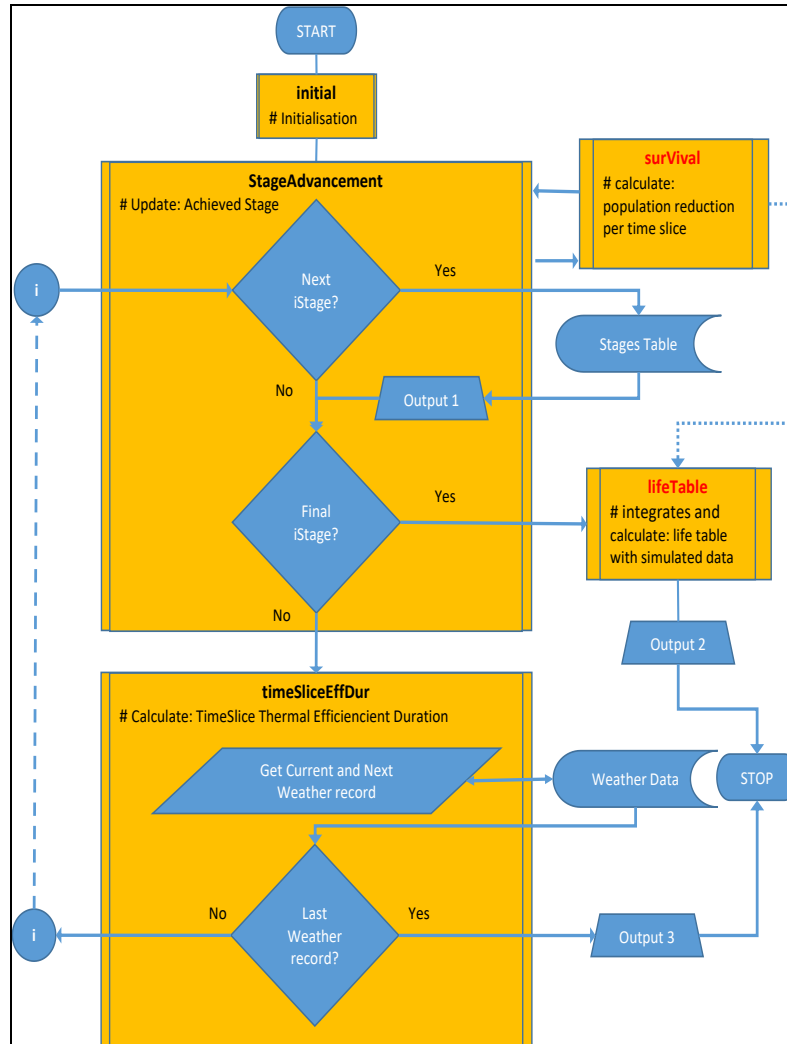 START
initial
# Initialisation
StageAdvancement
# Update: Achieved Stage
surVival
# calculate:
population reduction
per time slice
Next
iStage?
Yes
i
Stages Table
No
Output 1
Final
iStage?
Yes
lifeTable
# integrates and
calculate: life table
with simulated data
No
Output 2
timeSliceEffDur
# Calculate: TimeSlice Thermal Efficiencient Duration
Get Current and Next
Weather record
Weather Data
STOP
No
Last
Weather
record?
Yes
i
Output 3